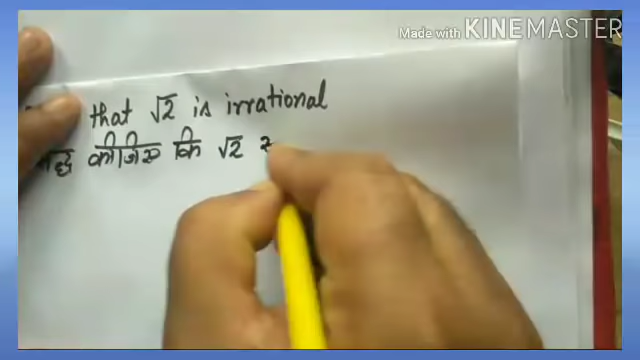 Made with KINEMASTER
that √2 is irrational
कीजिए कि √2